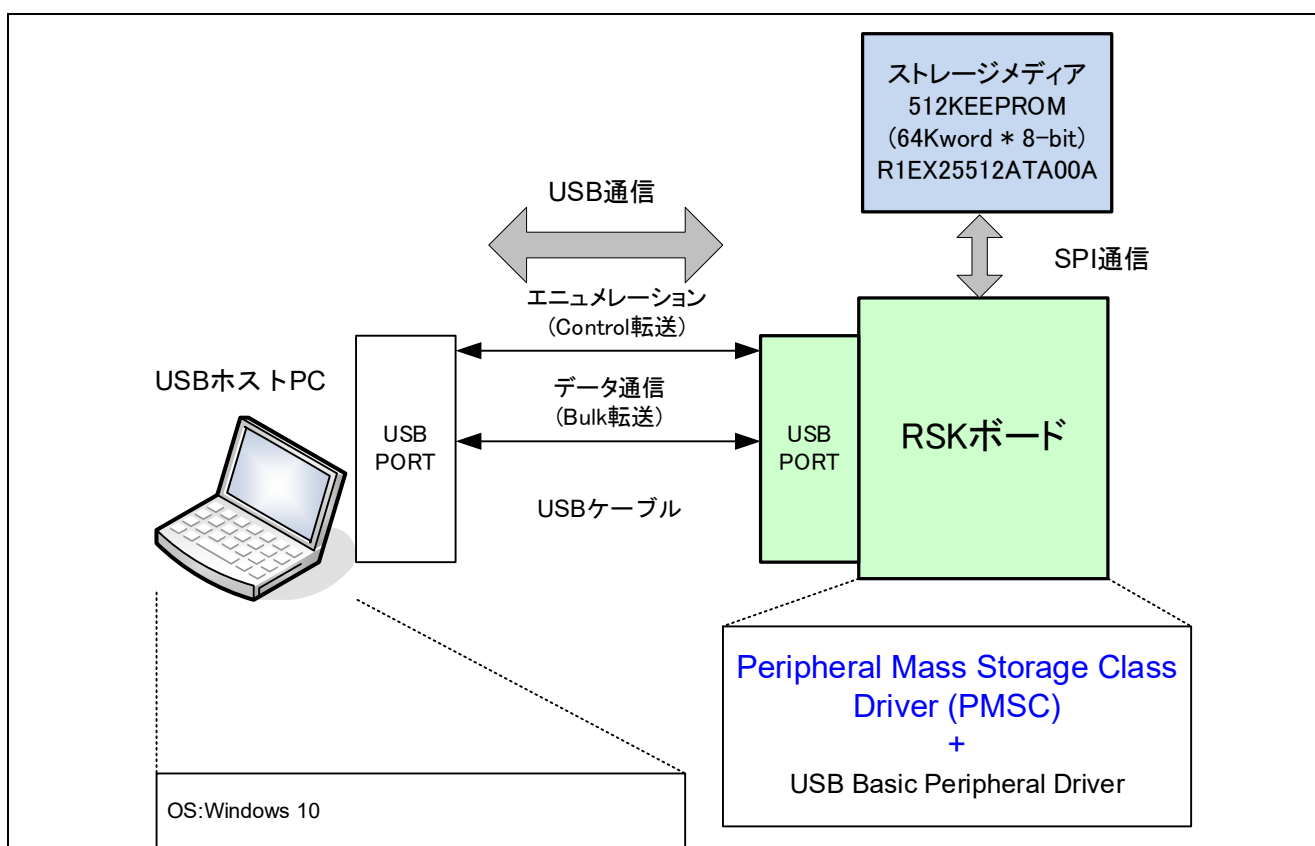 ストレージメディア
512KEEPROM
(64Kword * 8-bit)
R1EX25512ATA00A
USB通信
SPI通信
エニュメレーション
(Control転送)
USBホストPC
データ通信
(Bulk転送)
USB
PORT
USB
PORT
RSKボード
USBケーブル
Peripheral Mass Storage Class
Driver (PMSC)
+
USB Basic Peripheral Driver
OS:Windows 10